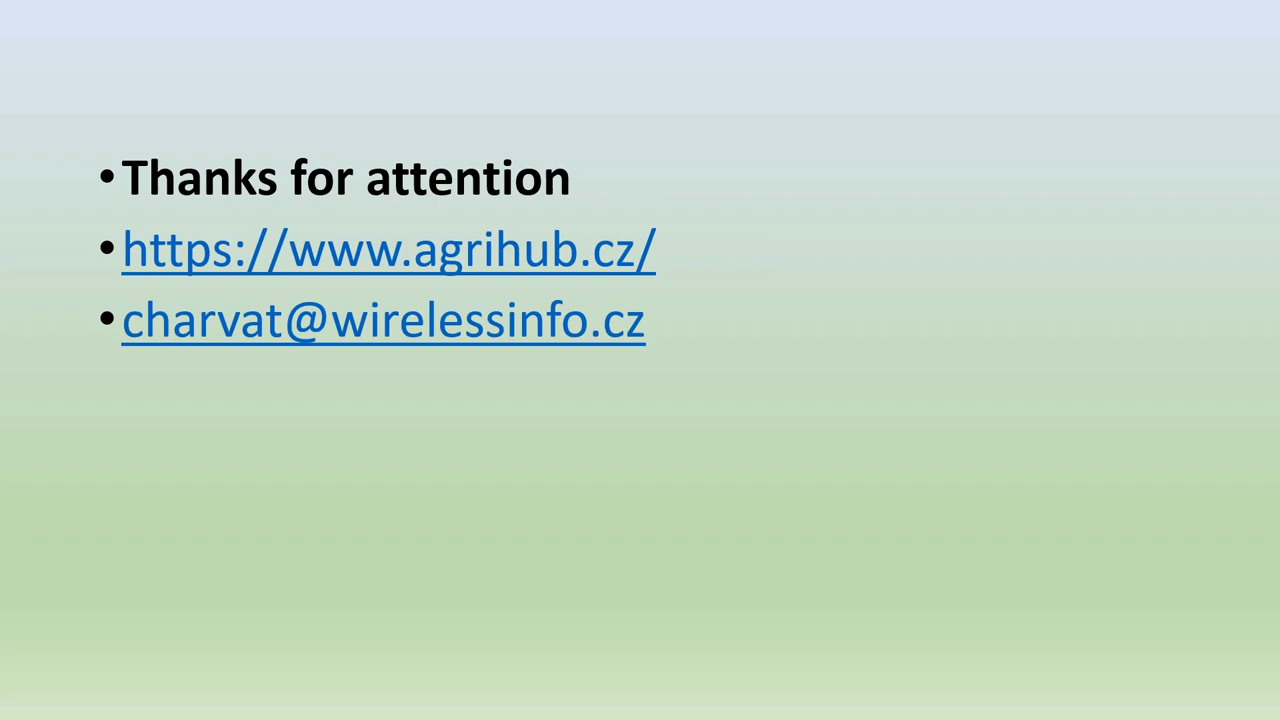 •Thanks for attention
•https://www.agrihub.cz/
•charvat@wirelessinfo.cz